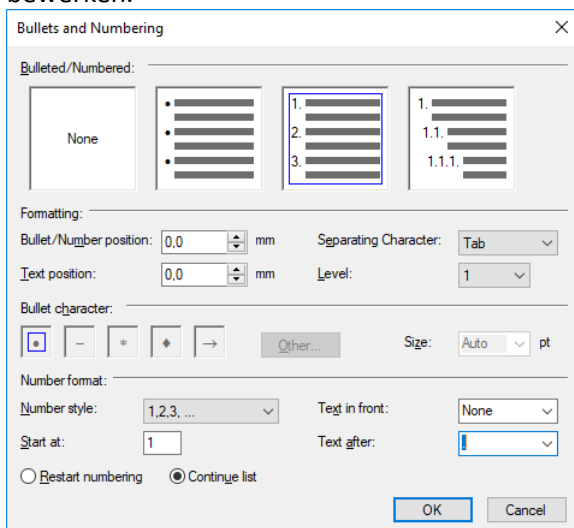 bewerken.
Bullets and Numbering
Bulleted/Numbered:
None
1.
2.
3.
1.
1.1.
1.1.1.
Formatting:
Bullet/Number position: 0,0 mm Separating Character: Tab
Text position: 0,0 mm Level: 1
Bullet character:
Other... Size: Auto pt
Number format:
Number style: 1,2,3, ... Text in front: None
Start at: 1 Text after: .
Restart numbering Continue list
OK Cancel